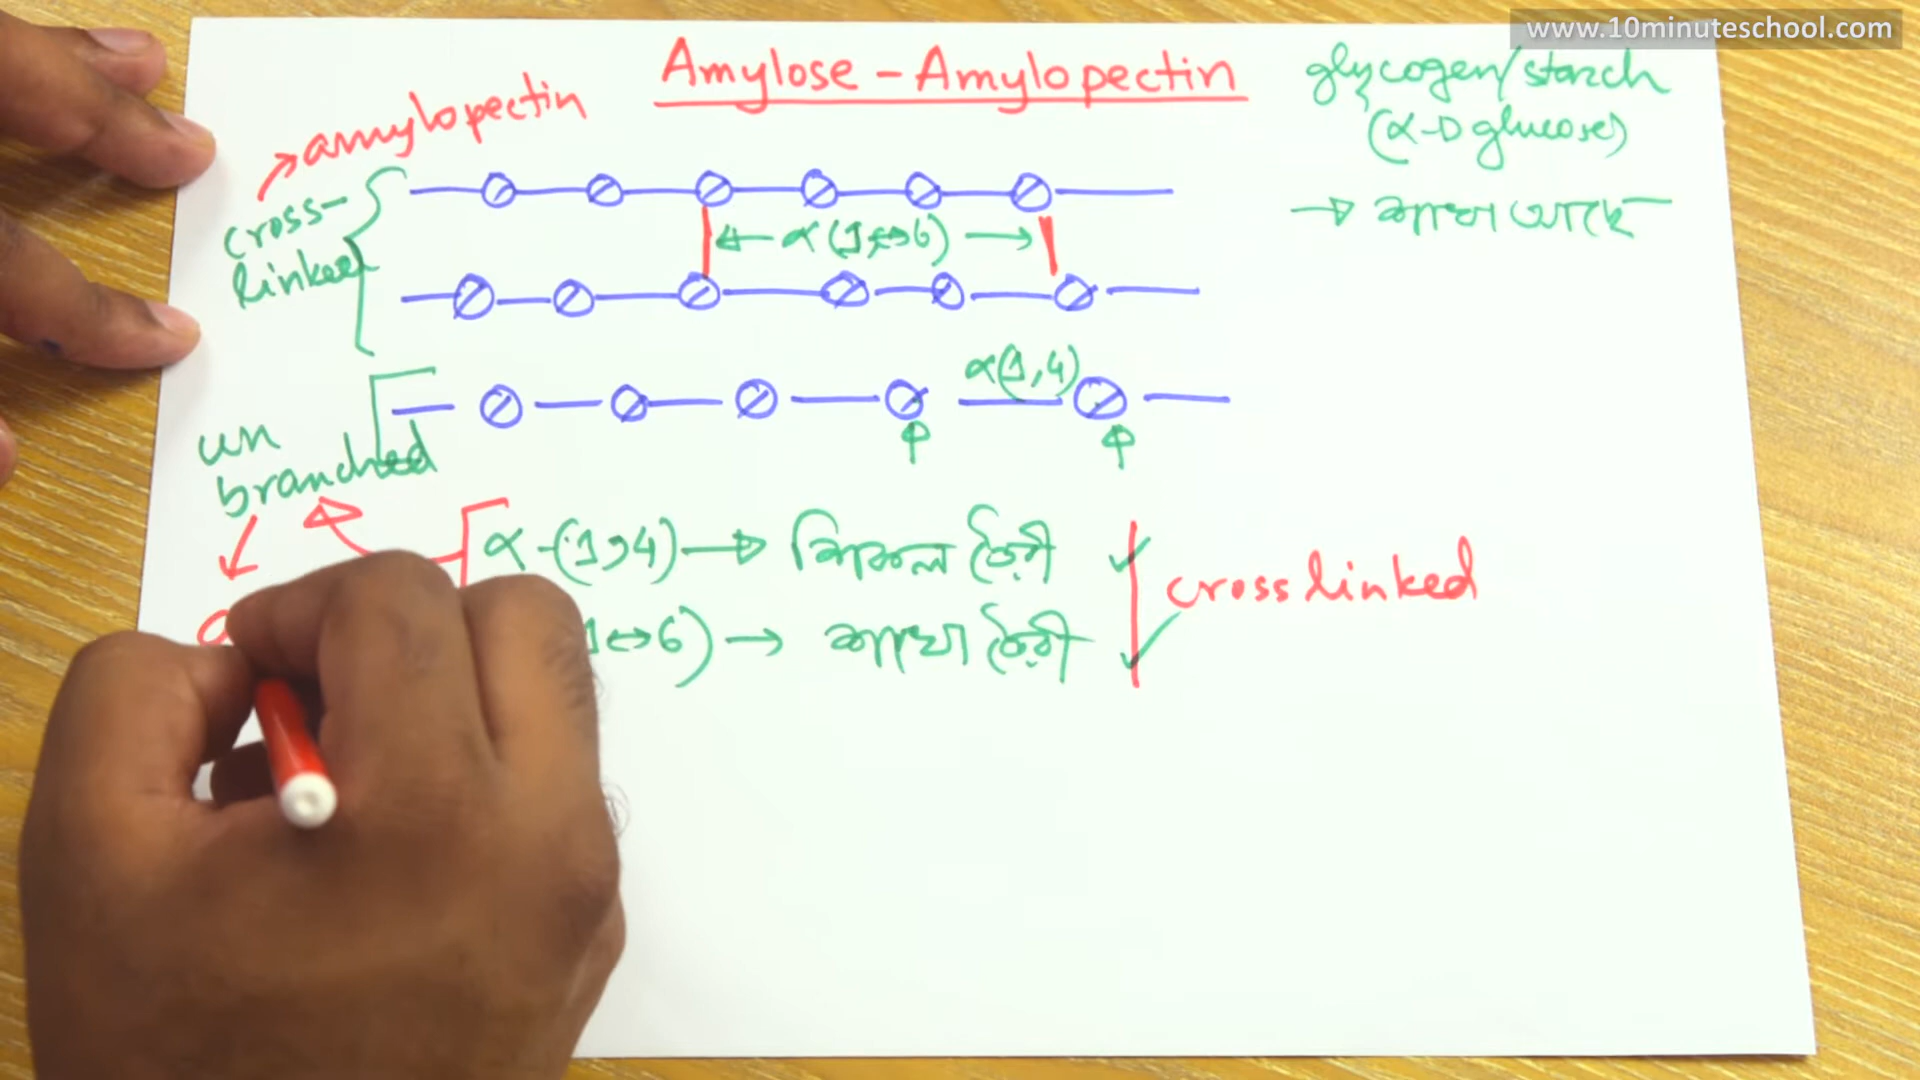 www.10minuteschool.com
Amylose - Amylopectin
glycogen/starch
(α-D glucose)
→ শাখা থাকে
amylopectin
cross-
linked
α(1↔6)
α(1,4)
un
branched
α-(1,4) → শিকল তৈরী
1↔6) → শাখা তৈরী
cross linked